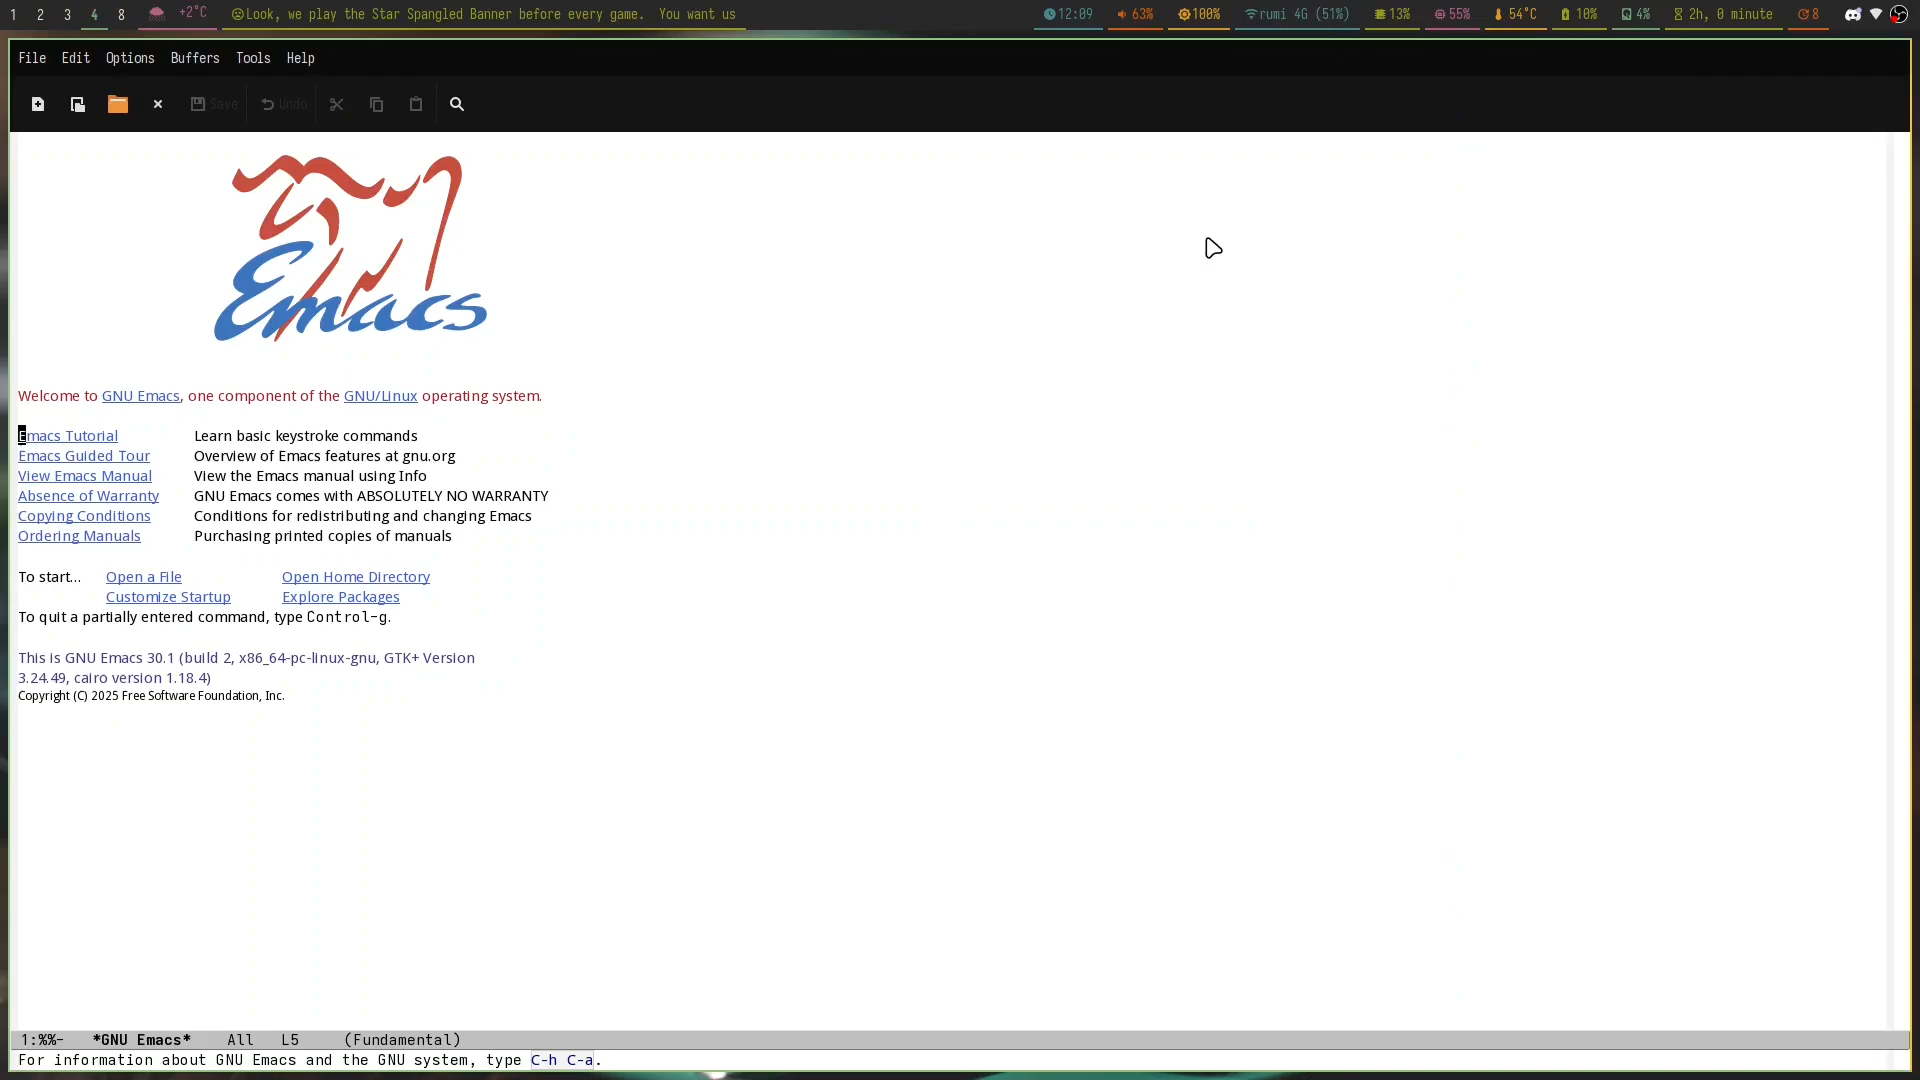 1 2 3 4 8 +2°C Look, we play the Star Spangled Banner before every game.  You want us 12:09 63% 100% rumi 4G (51%) 13% 55% 54°C 10% 4% 2h, 0 minute 8
File Edit Options Buffers Tools Help
Save Undo
Emacs
Welcome to GNU Emacs, one component of the GNU/Linux operating system.
Emacs Tutorial Learn basic keystroke commands
Emacs Guided Tour Overview of Emacs features at gnu.org
View Emacs Manual View the Emacs manual using Info
Absence of Warranty GNU Emacs comes with ABSOLUTELY NO WARRANTY
Copying Conditions Conditions for redistributing and changing Emacs
Ordering Manuals Purchasing printed copies of manuals
To start... Open a File Open Home Directory
Customize Startup Explore Packages
To quit a partially entered command, type Control-g.
This is GNU Emacs 30.1 (build 2, x86_64-pc-linux-gnu, GTK+ Version
3.24.49, cairo version 1.18.4)
Copyright (C) 2025 Free Software Foundation, Inc.
1:%%- *GNU Emacs* All L5 (Fundamental)
For information about GNU Emacs and the GNU system, type C-h C-a.